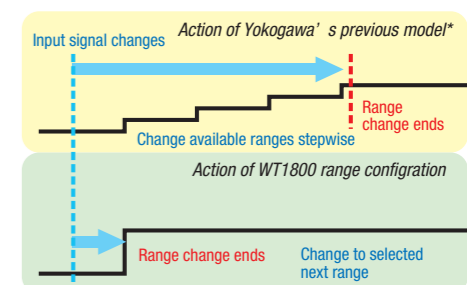 Action of Yokogawa’ s previous model*
Input signal changes
Range
change ends
Change available ranges stepwise
Action of WT1800 range configration
Range change ends
Change to selected
next range